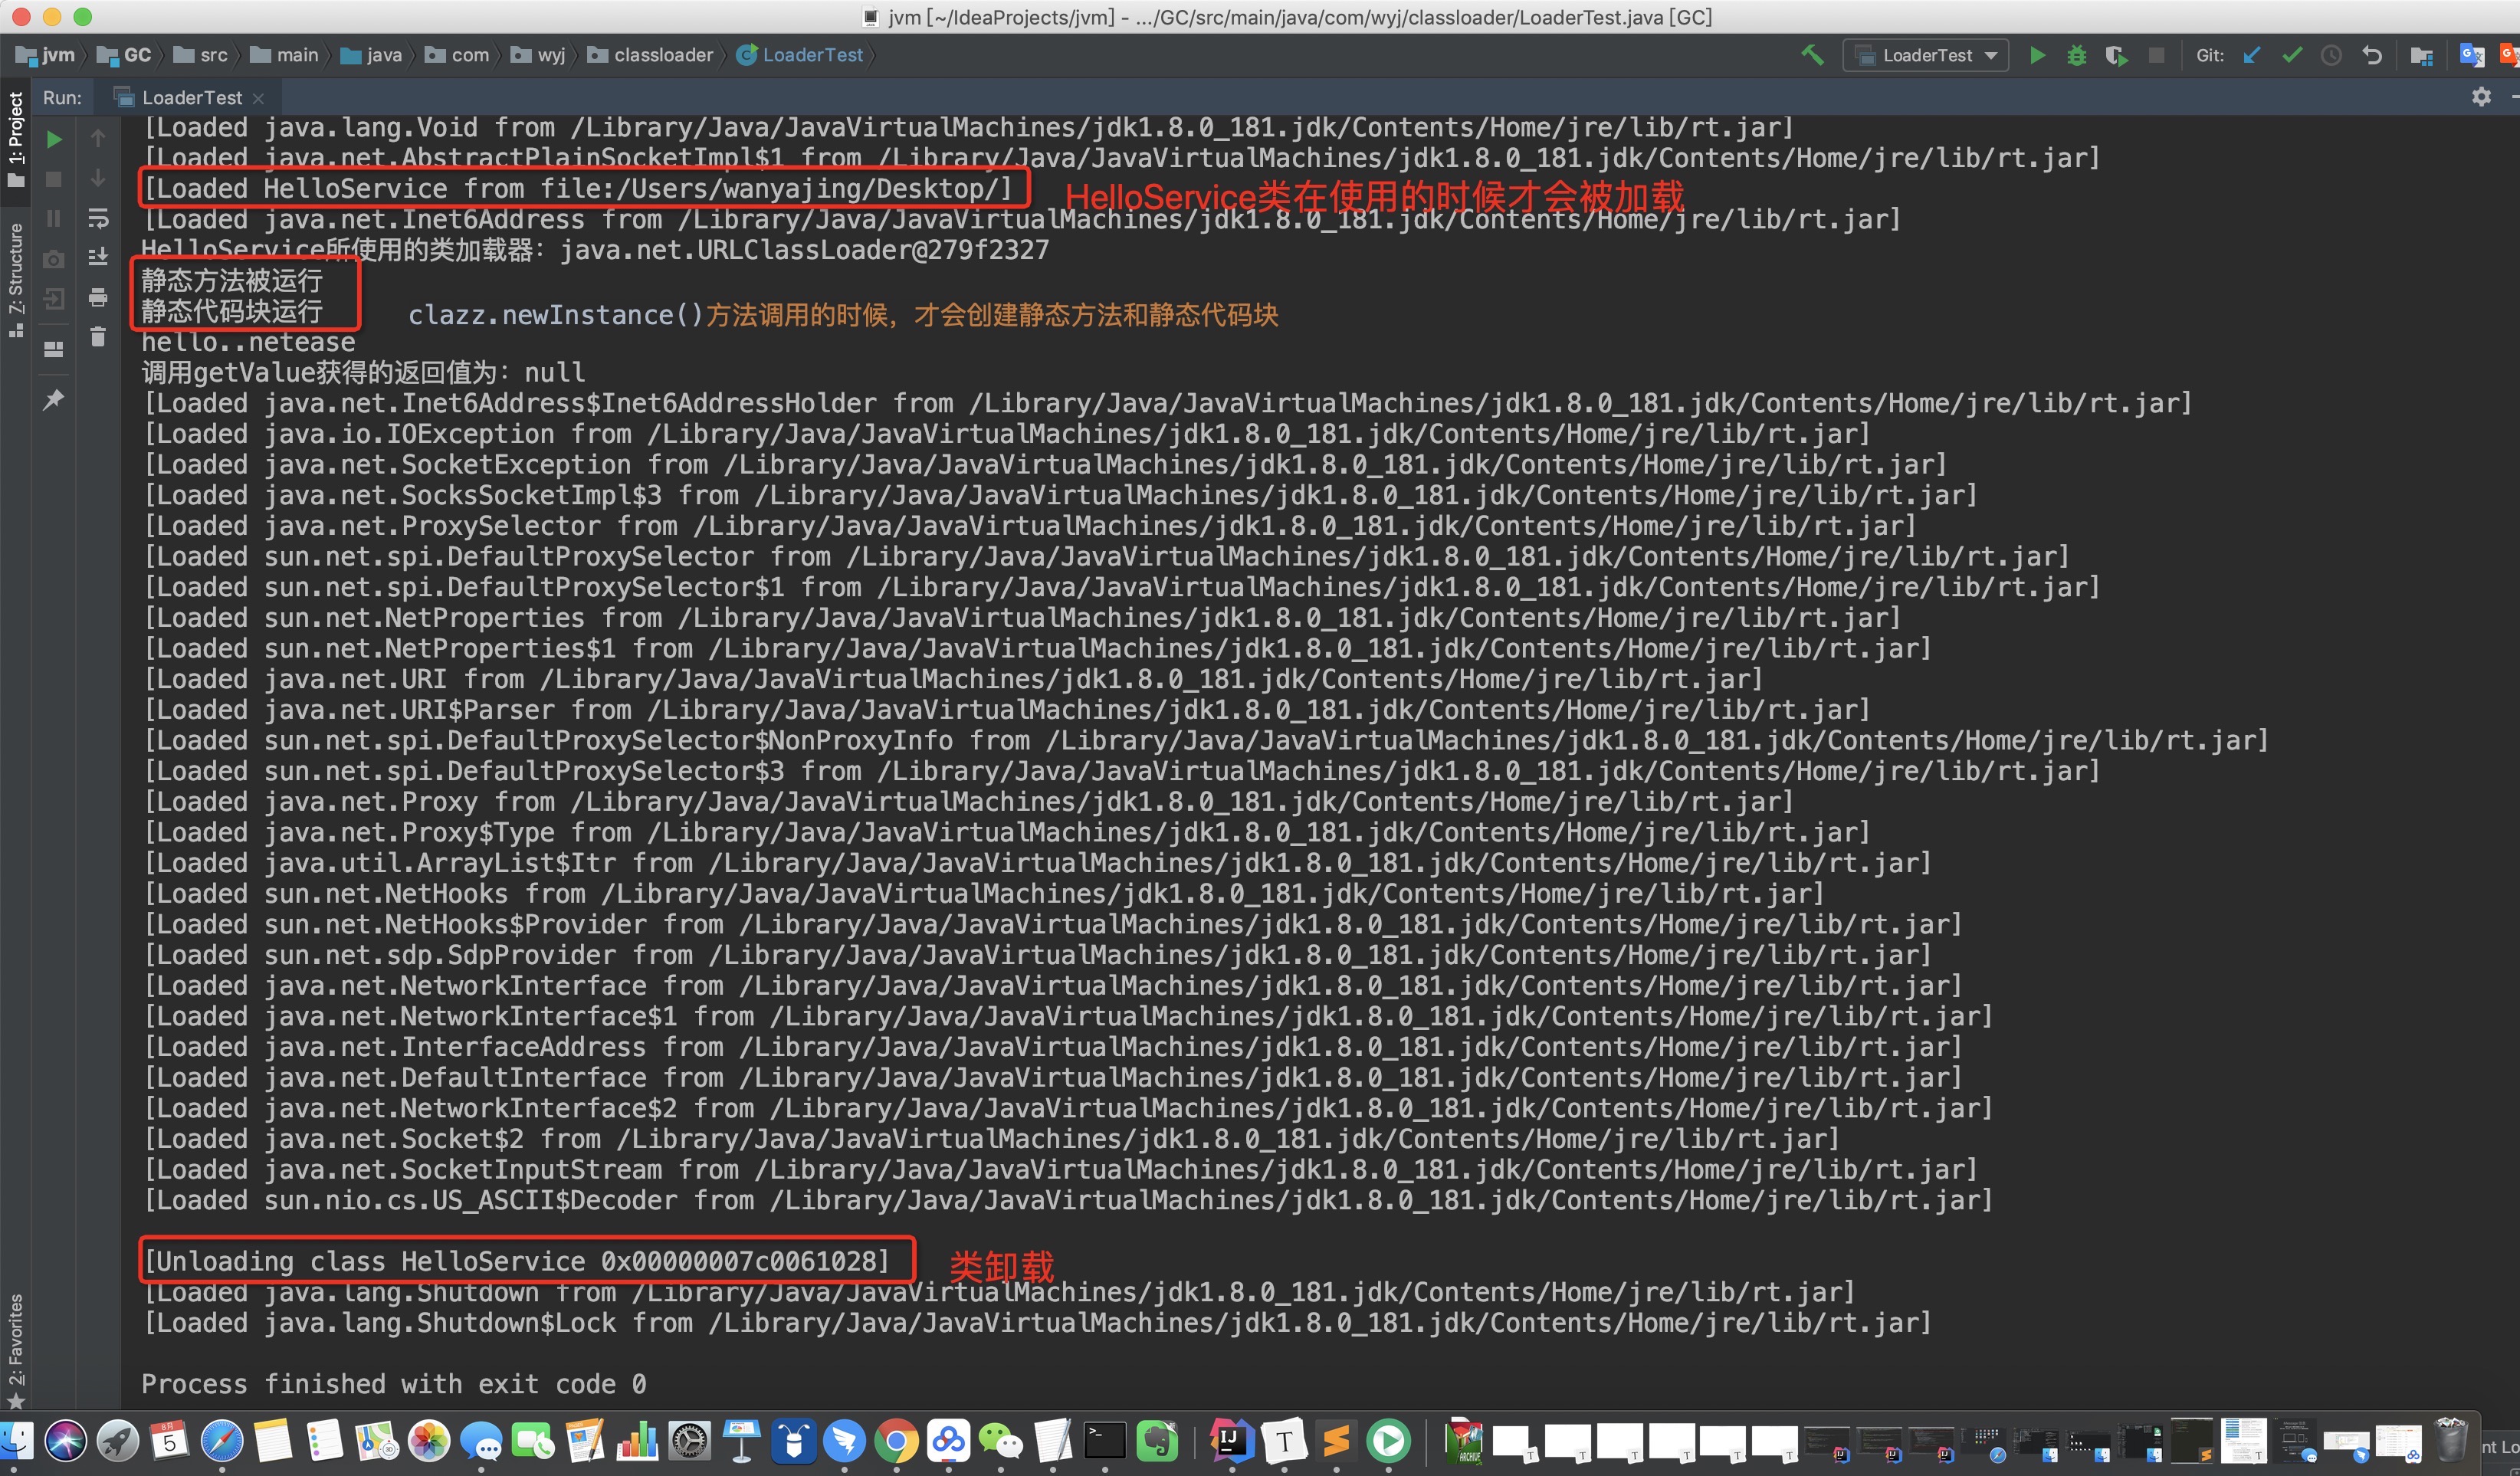 jvm [~/IdeaProjects/jvm] - .../GC/src/main/java/com/wyj/classloader/LoaderTest.java [GC]
jvm GC src main java com wyj classloader LoaderTest LoaderTest Git:
Run: LoaderTest
1: Project
Z: Structure
2: Favorites
[Loaded java.lang.Void from /Library/Java/JavaVirtualMachines/jdk1.8.0_181.jdk/Contents/Home/jre/lib/rt.jar]
[Loaded java.net.AbstractPlainSocketImpl$1 from /Library/Java/JavaVirtualMachines/jdk1.8.0_181.jdk/Contents/Home/jre/lib/rt.jar]
[Loaded HelloService from file:/Users/wanyajing/Desktop/] HelloService类在使用的时候才会被加载
[Loaded java.net.Inet6Address from /Library/Java/JavaVirtualMachines/jdk1.8.0_181.jdk/Contents/Home/jre/lib/rt.jar]
HelloService所使用的类加载器：java.net.URLClassLoader@279f2327
静态方法被运行
静态代码块运行 clazz.newInstance()方法调用的时候，才会创建静态方法和静态代码块
hello..netease
调用getValue获得的返回值为：null
[Loaded java.net.Inet6Address$Inet6AddressHolder from /Library/Java/JavaVirtualMachines/jdk1.8.0_181.jdk/Contents/Home/jre/lib/rt.jar]
[Loaded java.io.IOException from /Library/Java/JavaVirtualMachines/jdk1.8.0_181.jdk/Contents/Home/jre/lib/rt.jar]
[Loaded java.net.SocketException from /Library/Java/JavaVirtualMachines/jdk1.8.0_181.jdk/Contents/Home/jre/lib/rt.jar]
[Loaded java.net.SocksSocketImpl$3 from /Library/Java/JavaVirtualMachines/jdk1.8.0_181.jdk/Contents/Home/jre/lib/rt.jar]
[Loaded java.net.ProxySelector from /Library/Java/JavaVirtualMachines/jdk1.8.0_181.jdk/Contents/Home/jre/lib/rt.jar]
[Loaded sun.net.spi.DefaultProxySelector from /Library/Java/JavaVirtualMachines/jdk1.8.0_181.jdk/Contents/Home/jre/lib/rt.jar]
[Loaded sun.net.spi.DefaultProxySelector$1 from /Library/Java/JavaVirtualMachines/jdk1.8.0_181.jdk/Contents/Home/jre/lib/rt.jar]
[Loaded sun.net.NetProperties from /Library/Java/JavaVirtualMachines/jdk1.8.0_181.jdk/Contents/Home/jre/lib/rt.jar]
[Loaded sun.net.NetProperties$1 from /Library/Java/JavaVirtualMachines/jdk1.8.0_181.jdk/Contents/Home/jre/lib/rt.jar]
[Loaded java.net.URI from /Library/Java/JavaVirtualMachines/jdk1.8.0_181.jdk/Contents/Home/jre/lib/rt.jar]
[Loaded java.net.URI$Parser from /Library/Java/JavaVirtualMachines/jdk1.8.0_181.jdk/Contents/Home/jre/lib/rt.jar]
[Loaded sun.net.spi.DefaultProxySelector$NonProxyInfo from /Library/Java/JavaVirtualMachines/jdk1.8.0_181.jdk/Contents/Home/jre/lib/rt.jar]
[Loaded sun.net.spi.DefaultProxySelector$3 from /Library/Java/JavaVirtualMachines/jdk1.8.0_181.jdk/Contents/Home/jre/lib/rt.jar]
[Loaded java.net.Proxy from /Library/Java/JavaVirtualMachines/jdk1.8.0_181.jdk/Contents/Home/jre/lib/rt.jar]
[Loaded java.net.Proxy$Type from /Library/Java/JavaVirtualMachines/jdk1.8.0_181.jdk/Contents/Home/jre/lib/rt.jar]
[Loaded java.util.ArrayList$Itr from /Library/Java/JavaVirtualMachines/jdk1.8.0_181.jdk/Contents/Home/jre/lib/rt.jar]
[Loaded sun.net.NetHooks from /Library/Java/JavaVirtualMachines/jdk1.8.0_181.jdk/Contents/Home/jre/lib/rt.jar]
[Loaded sun.net.NetHooks$Provider from /Library/Java/JavaVirtualMachines/jdk1.8.0_181.jdk/Contents/Home/jre/lib/rt.jar]
[Loaded sun.net.sdp.SdpProvider from /Library/Java/JavaVirtualMachines/jdk1.8.0_181.jdk/Contents/Home/jre/lib/rt.jar]
[Loaded java.net.NetworkInterface from /Library/Java/JavaVirtualMachines/jdk1.8.0_181.jdk/Contents/Home/jre/lib/rt.jar]
[Loaded java.net.NetworkInterface$1 from /Library/Java/JavaVirtualMachines/jdk1.8.0_181.jdk/Contents/Home/jre/lib/rt.jar]
[Loaded java.net.InterfaceAddress from /Library/Java/JavaVirtualMachines/jdk1.8.0_181.jdk/Contents/Home/jre/lib/rt.jar]
[Loaded java.net.DefaultInterface from /Library/Java/JavaVirtualMachines/jdk1.8.0_181.jdk/Contents/Home/jre/lib/rt.jar]
[Loaded java.net.NetworkInterface$2 from /Library/Java/JavaVirtualMachines/jdk1.8.0_181.jdk/Contents/Home/jre/lib/rt.jar]
[Loaded java.net.Socket$2 from /Library/Java/JavaVirtualMachines/jdk1.8.0_181.jdk/Contents/Home/jre/lib/rt.jar]
[Loaded java.net.SocketInputStream from /Library/Java/JavaVirtualMachines/jdk1.8.0_181.jdk/Contents/Home/jre/lib/rt.jar]
[Loaded sun.nio.cs.US_ASCII$Decoder from /Library/Java/JavaVirtualMachines/jdk1.8.0_181.jdk/Contents/Home/jre/lib/rt.jar]
[Unloading class HelloService 0x00000007c0061028] 类卸载
[Loaded java.lang.Shutdown from /Library/Java/JavaVirtualMachines/jdk1.8.0_181.jdk/Contents/Home/jre/lib/rt.jar]
[Loaded java.lang.Shutdown$Lock from /Library/Java/JavaVirtualMachines/jdk1.8.0_181.jdk/Contents/Home/jre/lib/rt.jar]
Process finished with exit code 0
8月
5
IJ
T
nt Lo